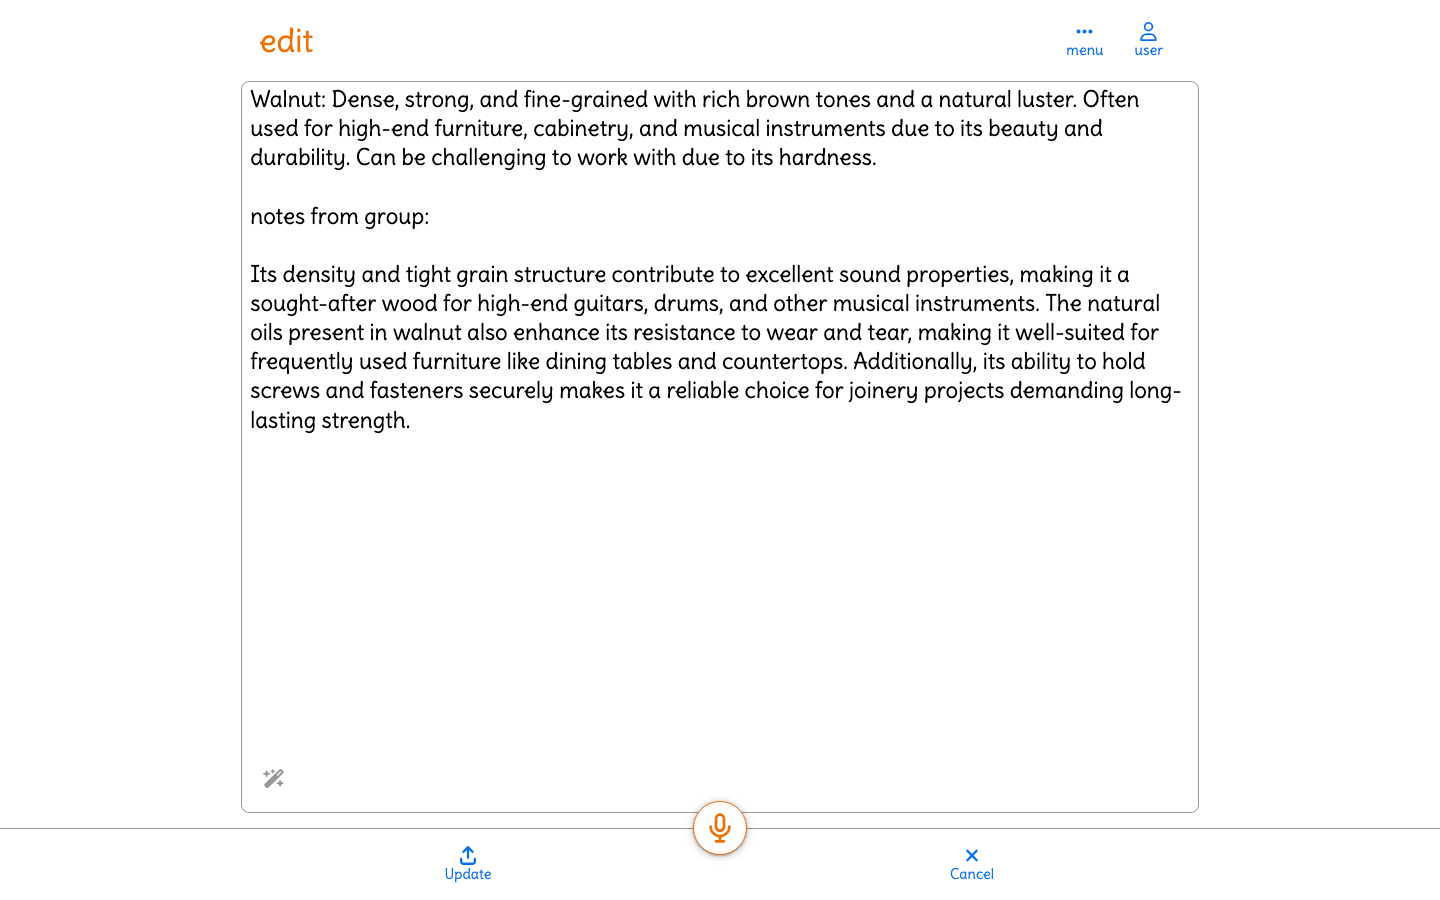 edit
menu
user
Walnut: Dense, strong, and fine-grained with rich brown tones and a natural luster. Often
used for high-end furniture, cabinetry, and musical instruments due to its beauty and
durability. Can be challenging to work with due to its hardness.
notes from group:
Its density and tight grain structure contribute to excellent sound properties, making it a
sought-after wood for high-end guitars, drums, and other musical instruments. The natural
oils present in walnut also enhance its resistance to wear and tear, making it well-suited for
frequently used furniture like dining tables and countertops. Additionally, its ability to hold
screws and fasteners securely makes it a reliable choice for joinery projects demanding long-
lasting strength.
Update
Cancel